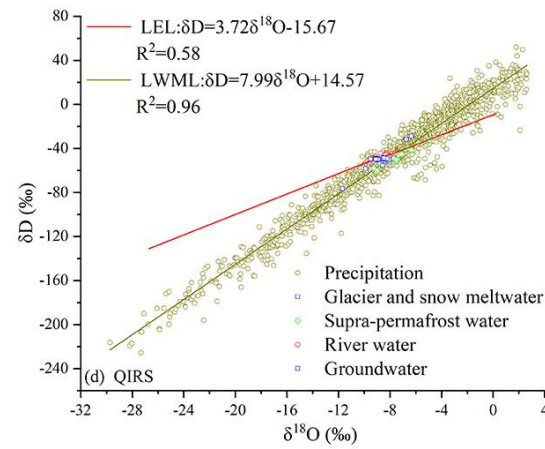 LEL:δD=3.72δ¹⁸O-15.67
R²=0.58
LWML:δD=7.99δ¹⁸O+14.57
R²=0.96
80
40
0
-40
-80
-120
-160
-200
-240
δD (‰)
Precipitation
Glacier and snow meltwater
Supra-permafrost water
River water
Groundwater
(d) QIRS
-32 -28 -24 -20 -16 -12 -8 -4 0 4
δ¹⁸O (‰)